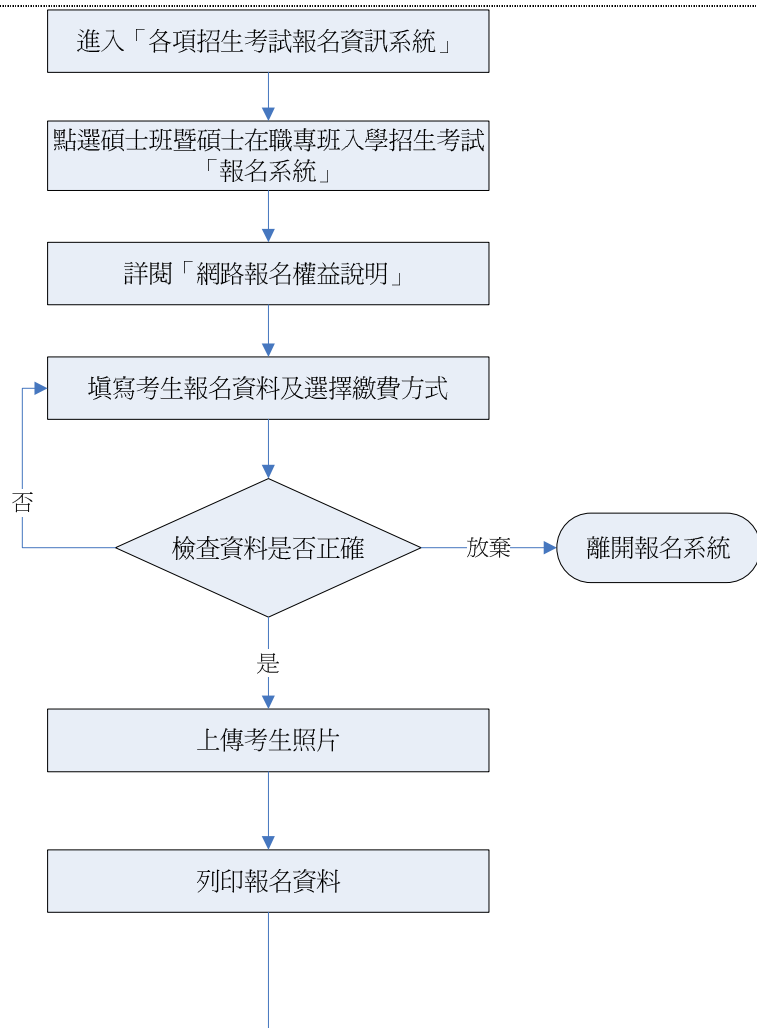 進入「各項招生考試報名資訊系統」
點選碩士班暨碩士在職專班入學招生考試
「報名系統」
詳閱「網路報名權益說明」
填寫考生報名資料及選擇繳費方式
否
檢查資料是否正確
放棄
離開報名系統
是
上傳考生照片
列印報名資料